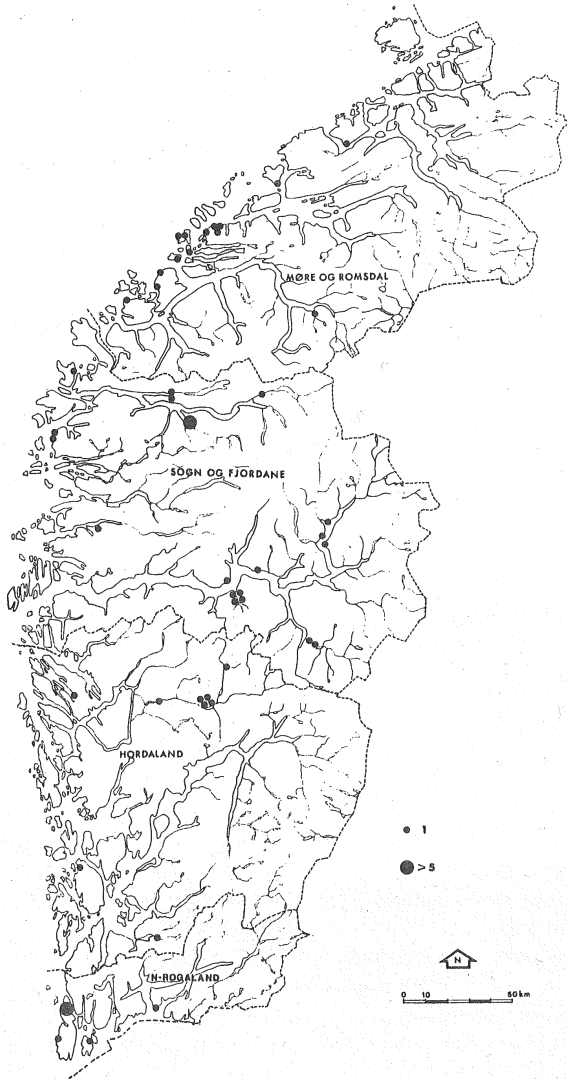 MØRE OG ROMSDAL
SOGN OG FJORDANE
HORDALAND
1
> 5
N-ROGALAND
N
0 10 50 km